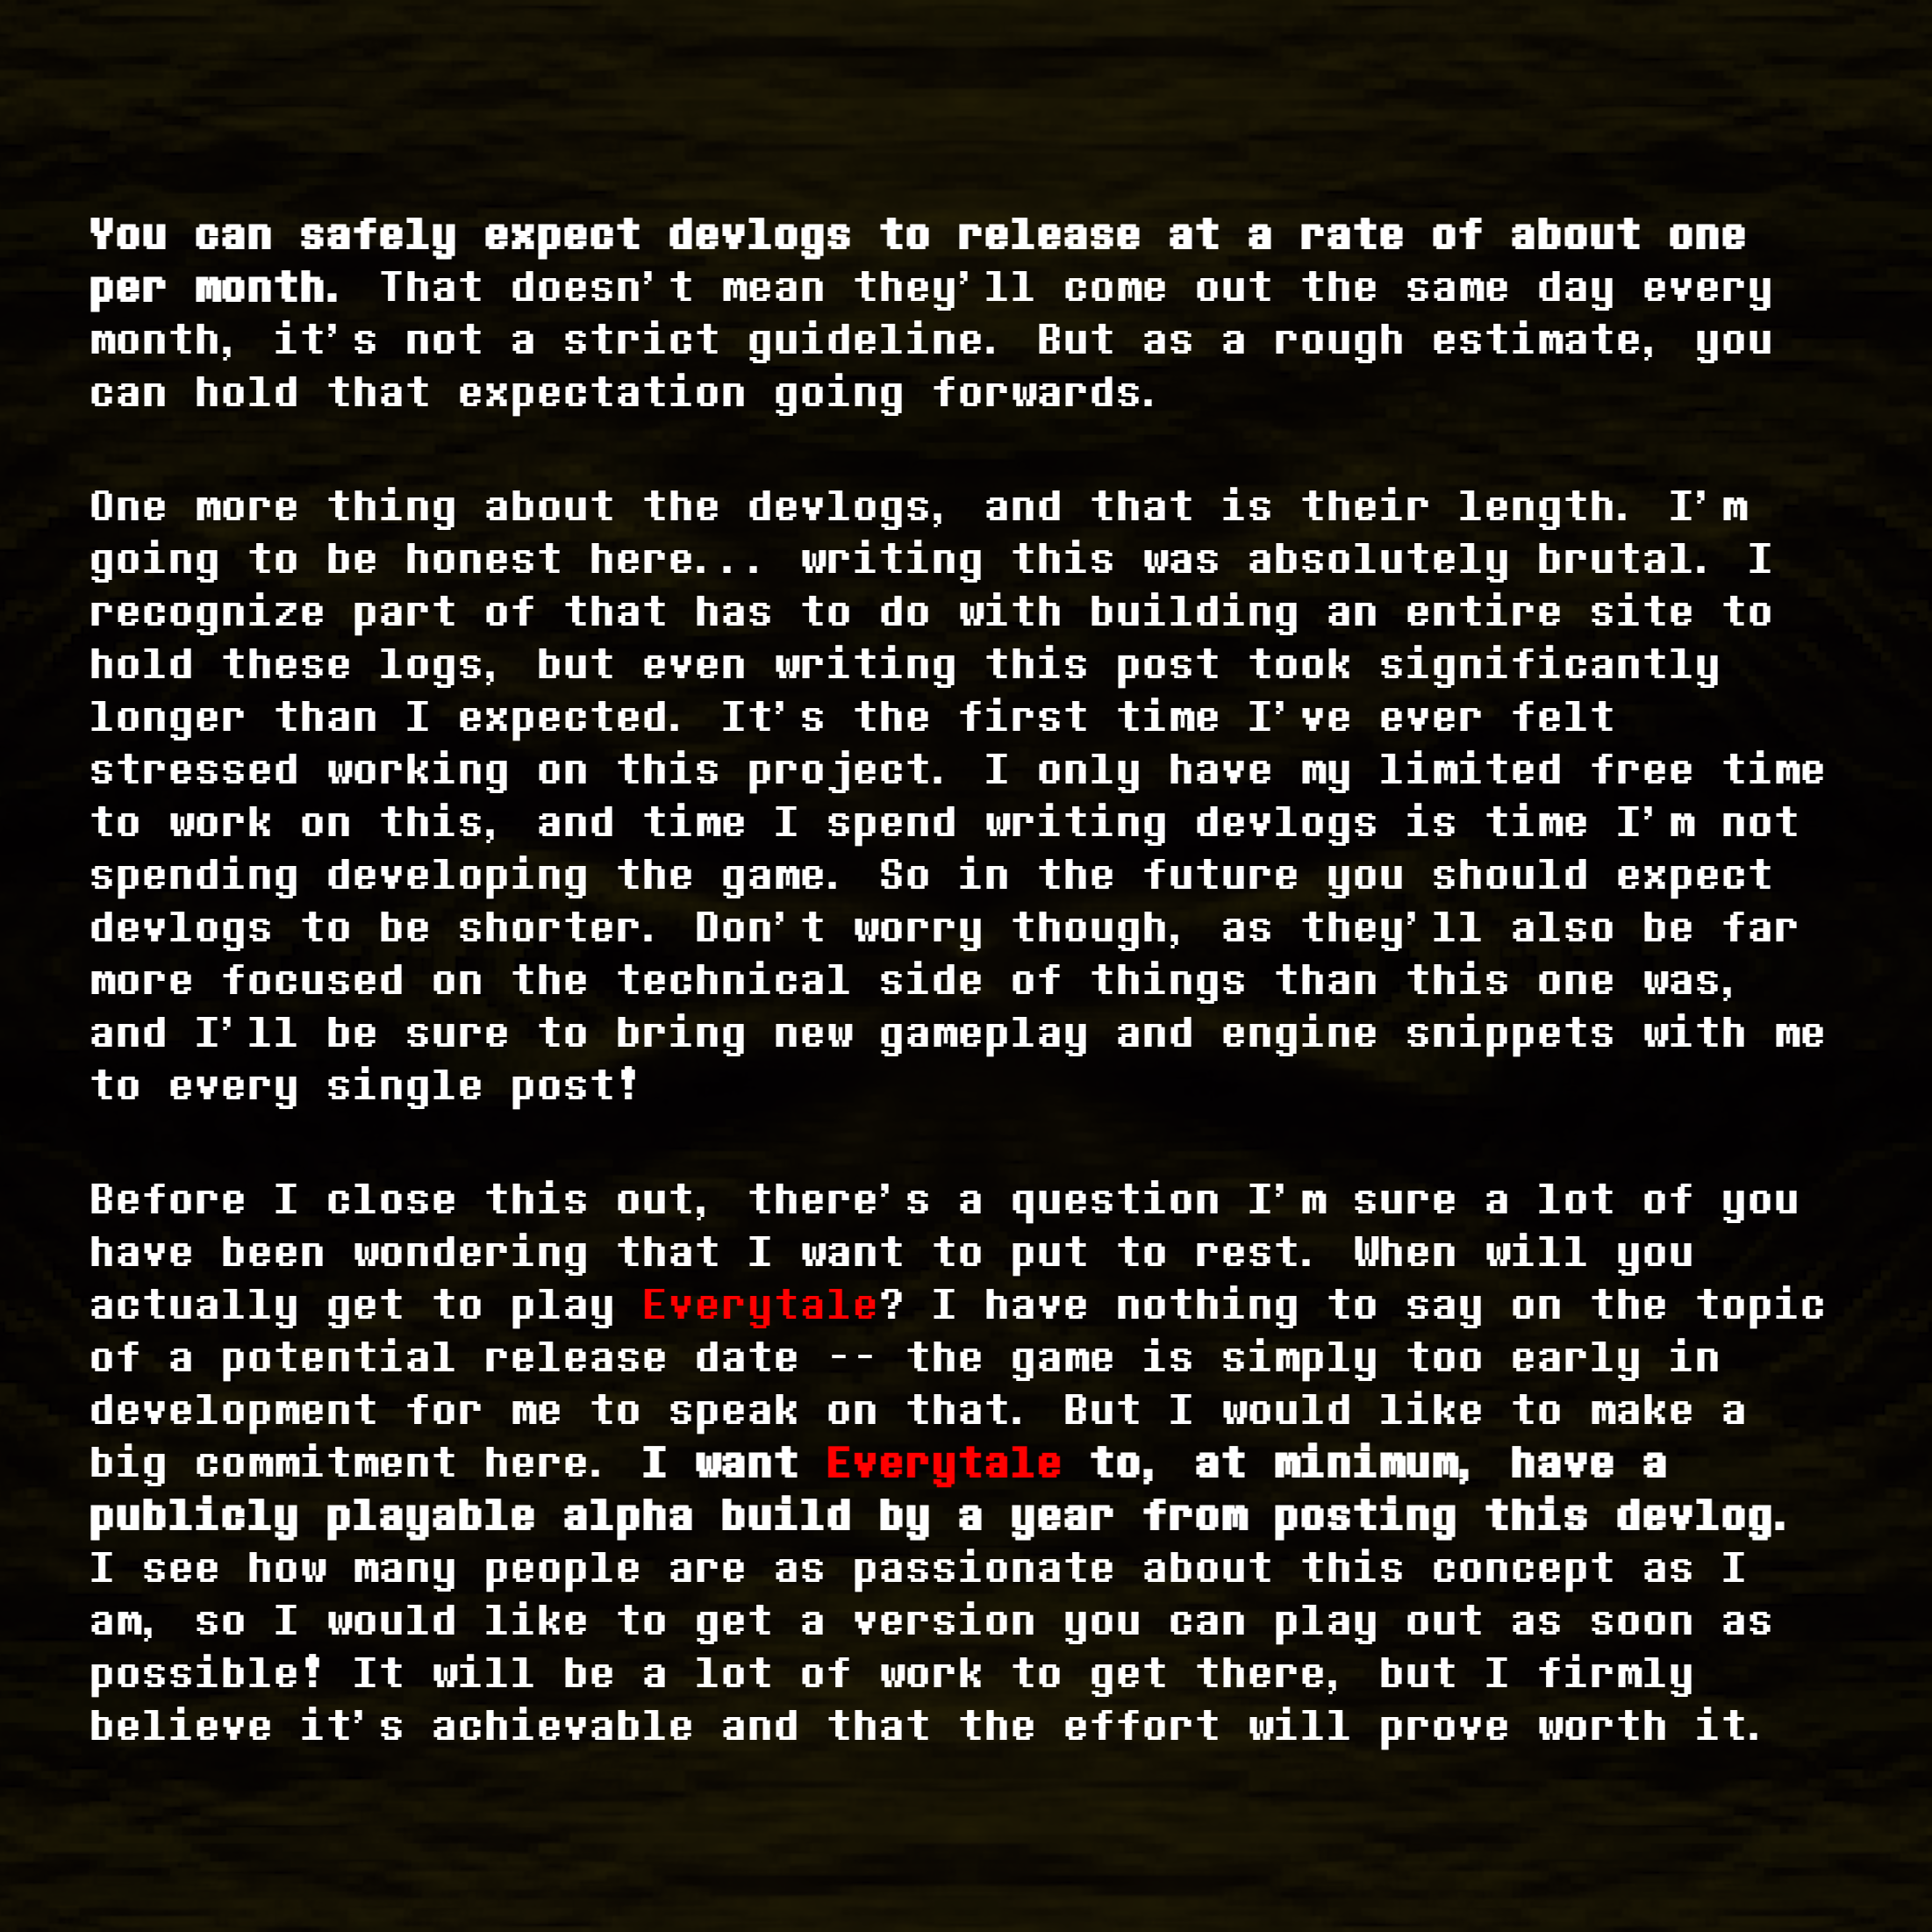 You can safely expect devlogs to release at a rate of about one
per month. That doesn't mean they'll come out the same day every
month, it's not a strict guideline. But as a rough estimate, you
can hold that expectation going forwards.
One more thing about the devlogs, and that is their length. I'm
going to be honest here... writing this was absolutely brutal. I
recognize part of that has to do with building an entire site to
hold these logs, but even writing this post took significantly
longer than I expected. It's the first time I've ever felt
stressed working on this project. I only have my limited free time
to work on this, and time I spend writing devlogs is time I'm not
spending developing the game. So in the future you should expect
devlogs to be shorter. Don't worry though, as they'll also be far
more focused on the technical side of things than this one was,
and I'll be sure to bring new gameplay and engine snippets with me
to every single post!
Before I close this out, there's a question I'm sure a lot of you
have been wondering that I want to put to rest. When will you
actually get to play Everytale? I have nothing to say on the topic
of a potential release date -- the game is simply too early in
development for me to speak on that. But I would like to make a
big commitment here. I want Everytale to, at minimum, have a
publicly playable alpha build by a year from posting this devlog.
I see how many people are as passionate about this concept as I
am, so I would like to get a version you can play out as soon as
possible! It will be a lot of work to get there, but I firmly
believe it's achievable and that the effort will prove worth it.